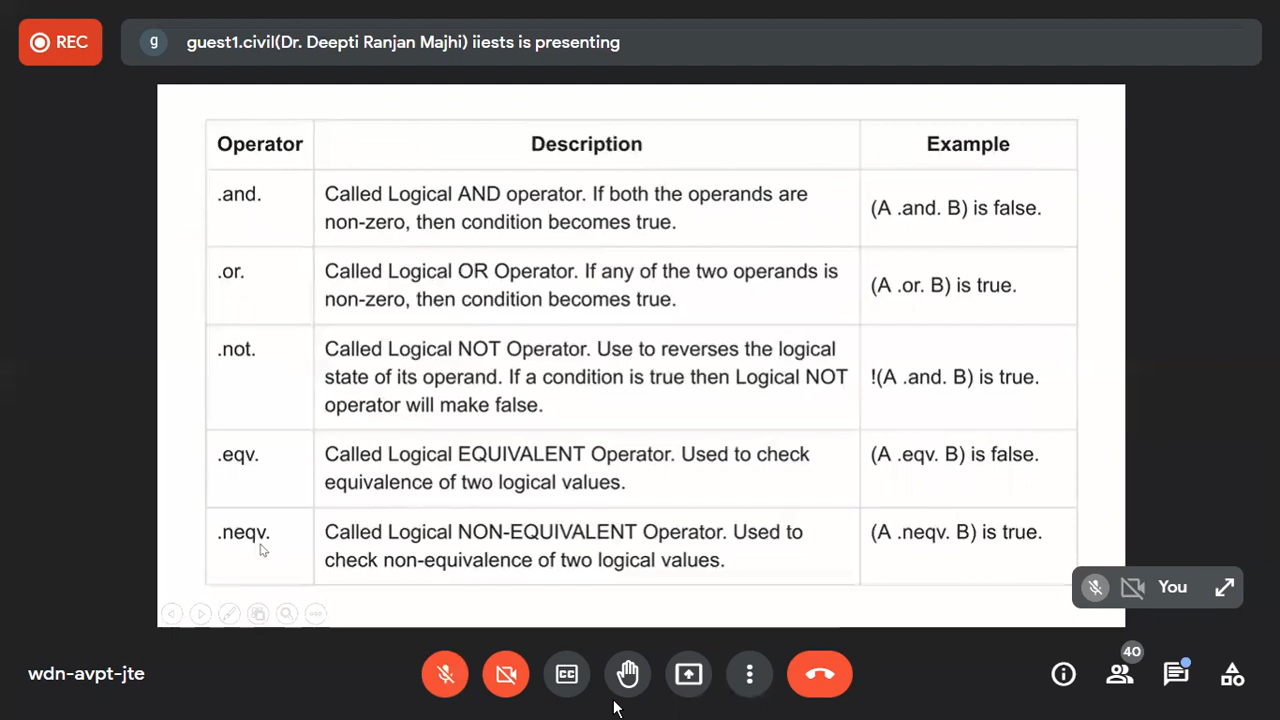 REC
g
guest1.civil(Dr. Deepti Ranjan Majhi) iiests is presenting
Operator Description Example
.and. Called Logical AND operator. If both the operands are
non-zero, then condition becomes true. (A .and. B) is false.
.or. Called Logical OR Operator. If any of the two operands is
non-zero, then condition becomes true. (A .or. B) is true.
.not. Called Logical NOT Operator. Use to reverses the logical
state of its operand. If a condition is true then Logical NOT
operator will make false. !(A .and. B) is true.
.eqv. Called Logical EQUIVALENT Operator. Used to check
equivalence of two logical values. (A .eqv. B) is false.
.neqv. Called Logical NON-EQUIVALENT Operator. Used to
check non-equivalence of two logical values. (A .neqv. B) is true.
You
wdn-avpt-jte
CC
40